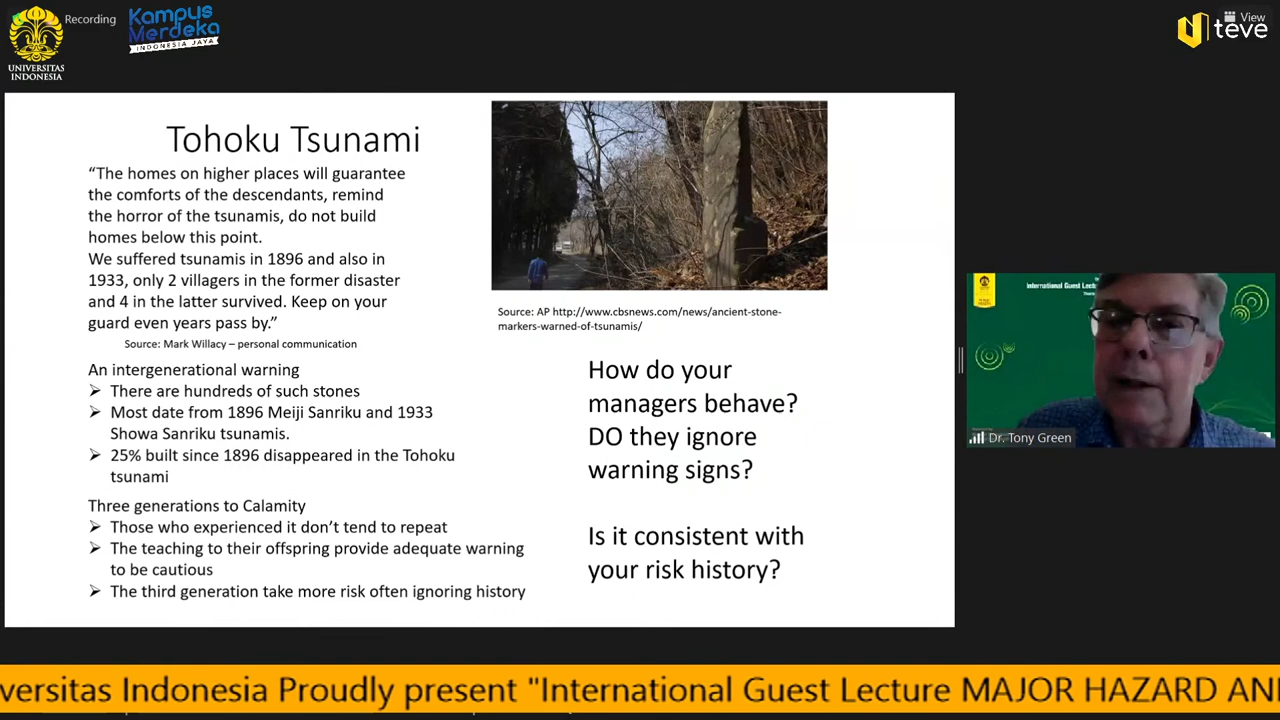 Recording
Kampus
Merdeka
INDONESIA JAYA
UNIVERSITAS
INDONESIA
View
teve
Tohoku Tsunami
“The homes on higher places will guarantee
the comforts of the descendants, remind
the horror of the tsunamis, do not build
homes below this point.
We suffered tsunamis in 1896 and also in
1933, only 2 villagers in the former disaster
and 4 in the latter survived. Keep on your
guard even years pass by.”
Source: Mark Willacy – personal communication
An intergenerational warning
There are hundreds of such stones
Most date from 1896 Meiji Sanriku and 1933
Showa Sanriku tsunamis.
25% built since 1896 disappeared in the Tohoku
tsunami
Three generations to Calamity
Those who experienced it don’t tend to repeat
The teaching to their offspring provide adequate warning
to be cautious
The third generation take more risk often ignoring history
Source: AP http://www.cbsnews.com/news/ancient-stone-
markers-warned-of-tsunamis/
How do your
managers behave?
DO they ignore
warning signs?
Is it consistent with
your risk history?
International Guest Lec
Dr. Tony Green
versitas Indonesia Proudly present "International Guest Lecture MAJOR HAZARD AN